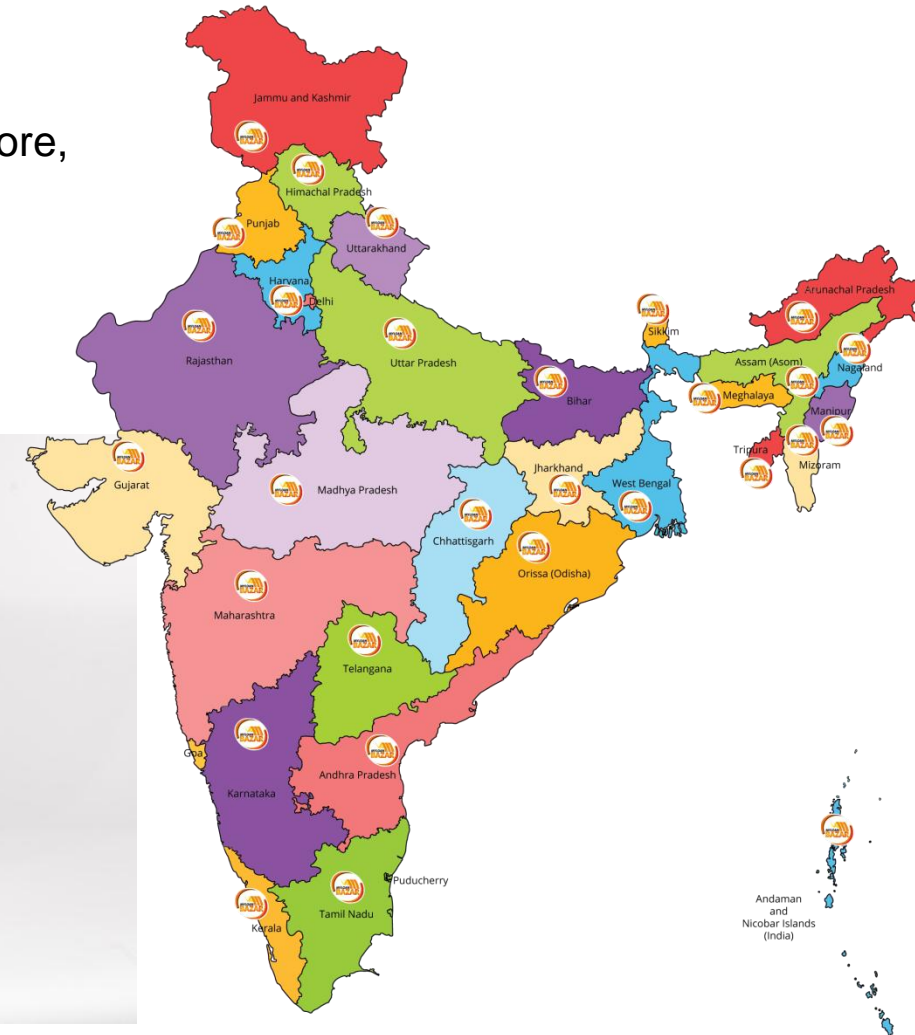 ore,
Jammu and Kashmir
Himachal Pradesh
Punjab
Uttarakhand
Haryana
Delhi
Arunachal Pradesh
Sikkim
Rajasthan
Uttar Pradesh
Assam (Asom)
Nagaland
Bihar
Meghalaya
Manipur
Tripura
Mizoram
Jharkhand
West Bengal
Gujarat
Madhya Pradesh
Chhattisgarh
Orissa (Odisha)
Maharashtra
Telangana
Goa
Andhra Pradesh
Karnataka
Puducherry
Tamil Nadu
Kerala
Andaman
and
Nicobar Islands
(India)